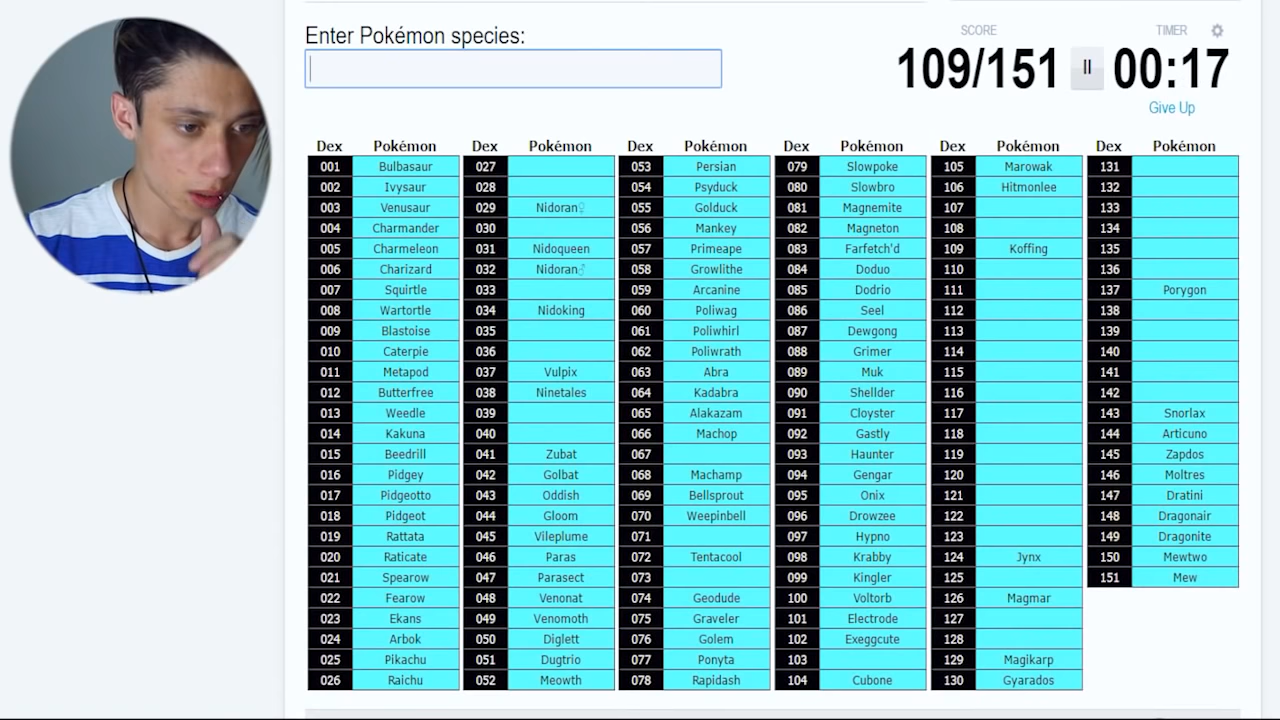 Enter Pokémon species:
SCORE
TIMER
109/151
00:17
Give Up
Dex Pokémon Dex Pokémon Dex Pokémon Dex Pokémon Dex Pokémon Dex Pokémon
001 Bulbasaur 027 053 Persian 079 Slowpoke 105 Marowak 131
002 Ivysaur 028 054 Psyduck 080 Slowbro 106 Hitmonlee 132
003 Venusaur 029 Nidoran♀ 055 Golduck 081 Magnemite 107 133
004 Charmander 030 056 Mankey 082 Magneton 108 134
005 Charmeleon 031 Nidoqueen 057 Primeape 083 Farfetch'd 109 Koffing 135
006 Charizard 032 Nidoran♂ 058 Growlithe 084 Doduo 110 136
007 Squirtle 033 059 Arcanine 085 Dodrio 111 137 Porygon
008 Wartortle 034 Nidoking 060 Poliwag 086 Seel 112 138
009 Blastoise 035 061 Poliwhirl 087 Dewgong 113 139
010 Caterpie 036 062 Poliwrath 088 Grimer 114 140
011 Metapod 037 Vulpix 063 Abra 089 Muk 115 141
012 Butterfree 038 Ninetales 064 Kadabra 090 Shellder 116 142
013 Weedle 039 065 Alakazam 091 Cloyster 117 143 Snorlax
014 Kakuna 040 066 Machop 092 Gastly 118 144 Articuno
015 Beedrill 041 Zubat 067 093 Haunter 119 145 Zapdos
016 Pidgey 042 Golbat 068 Machamp 094 Gengar 120 146 Moltres
017 Pidgeotto 043 Oddish 069 Bellsprout 095 Onix 121 147 Dratini
018 Pidgeot 044 Gloom 070 Weepinbell 096 Drowzee 122 148 Dragonair
019 Rattata 045 Vileplume 071 097 Hypno 123 149 Dragonite
020 Raticate 046 Paras 072 Tentacool 098 Krabby 124 Jynx 150 Mewtwo
021 Spearow 047 Parasect 073 099 Kingler 125 151 Mew
022 Fearow 048 Venonat 074 Geodude 100 Voltorb 126 Magmar
023 Ekans 049 Venomoth 075 Graveler 101 Electrode 127
024 Arbok 050 Diglett 076 Golem 102 Exeggcute 128
025 Pikachu 051 Dugtrio 077 Ponyta 103 129 Magikarp
026 Raichu 052 Meowth 078 Rapidash 104 Cubone 130 Gyarados